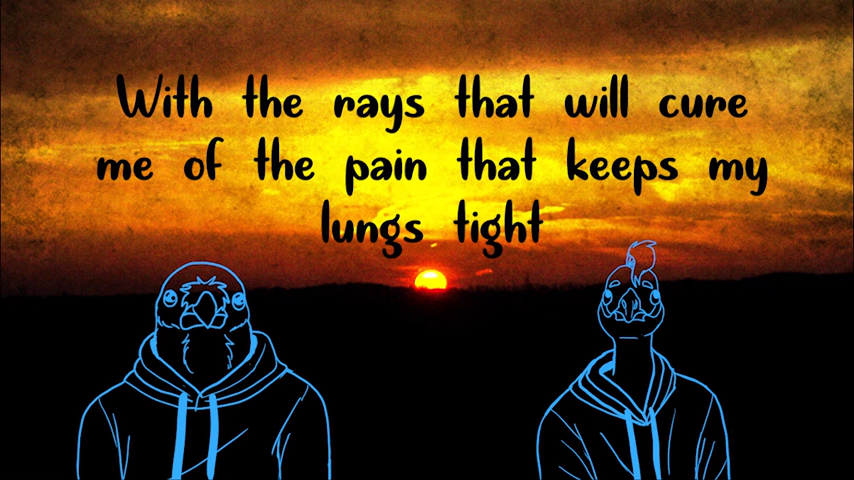 With the rays that will cure
me of the pain that keeps my
lungs tight